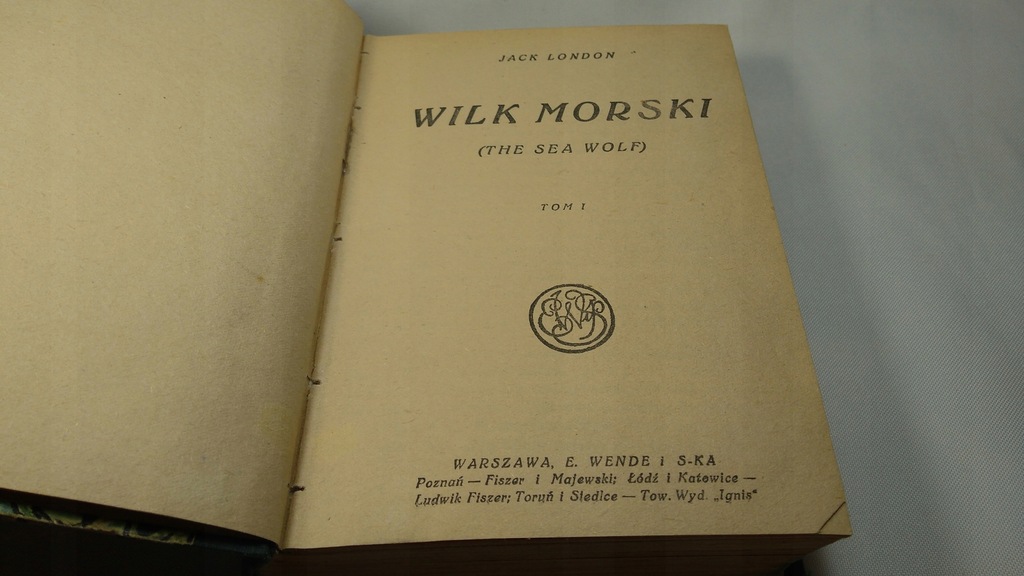 JACK LONDON
WILK MORSKI
(THE SEA WOLF)
TOM I
WARSZAWA, E. WENDE i S-KA
Poznań — Fiszer i Majewski; Łódź i Katowice —
Ludwik Fiszer; Toruń i Siedlce — Tow. Wyd. „Ignis"